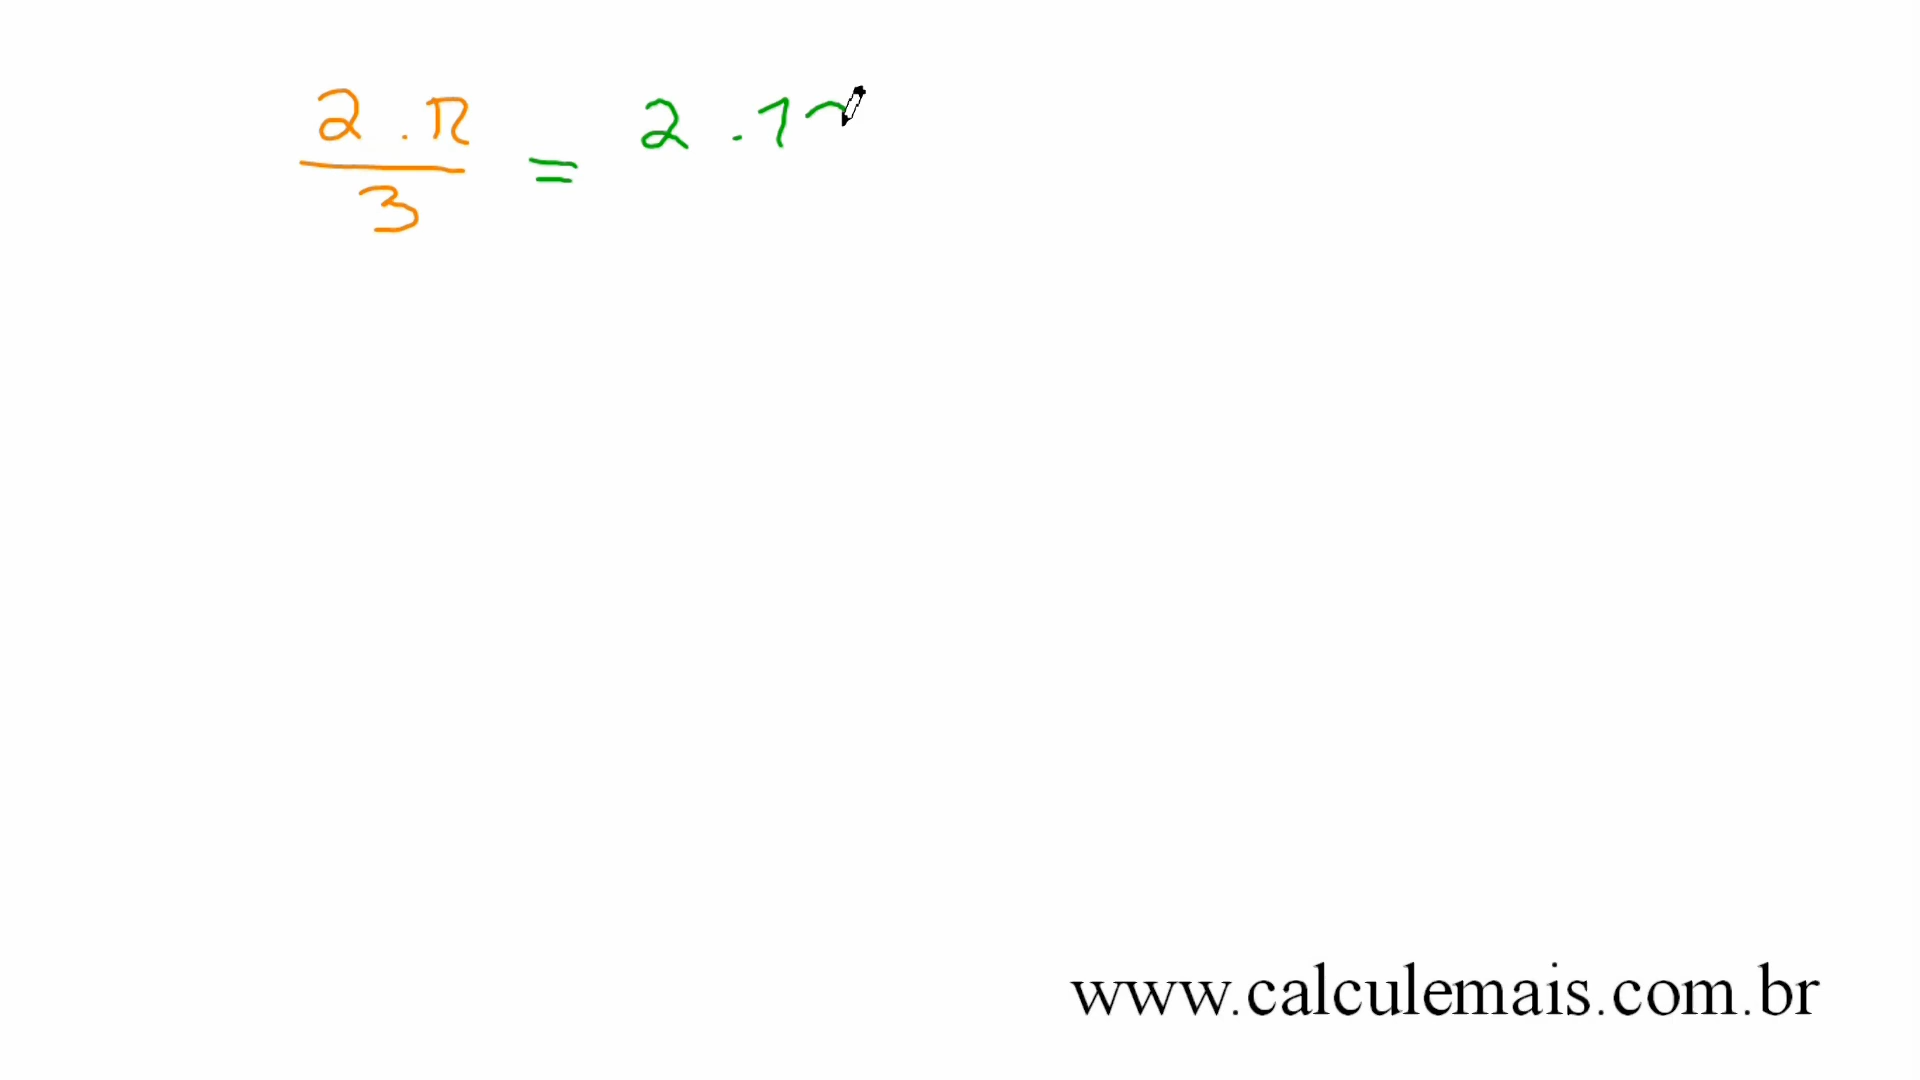 2 . π / 3 = 2 . 1
www.calculemais.com.br